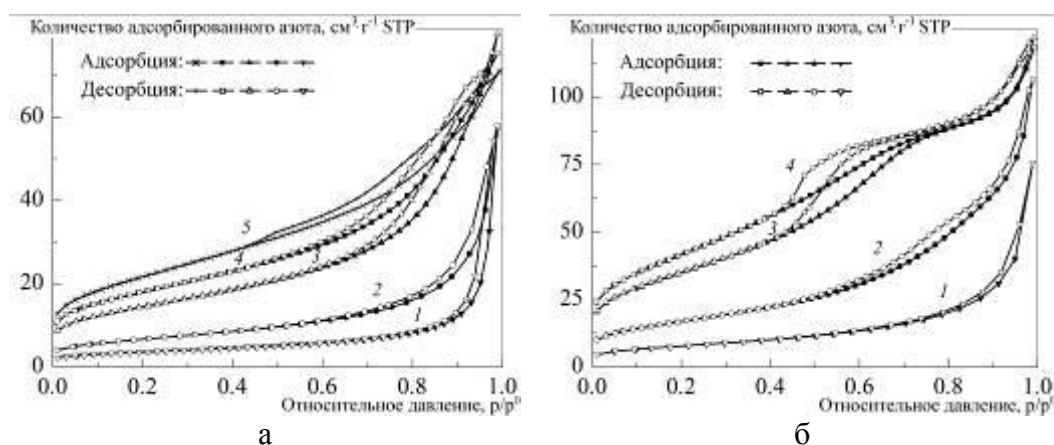 Количество адсорбированного азота, см³·г⁻¹ STP
Адсорбция:
Десорбция:
60
40
20
0
5
4
3
2
1
0.0 0.2 0.4 0.6 0.8 1.0
Относительное давление, p/p⁰
а
Количество адсорбированного азота, см³·г⁻¹ STP
Адсорбция:
Десорбция:
100
75
50
25
0
4
3
2
1
0.0 0.2 0.4 0.6 0.8 1.0
Относительное давление, p/p⁰
б